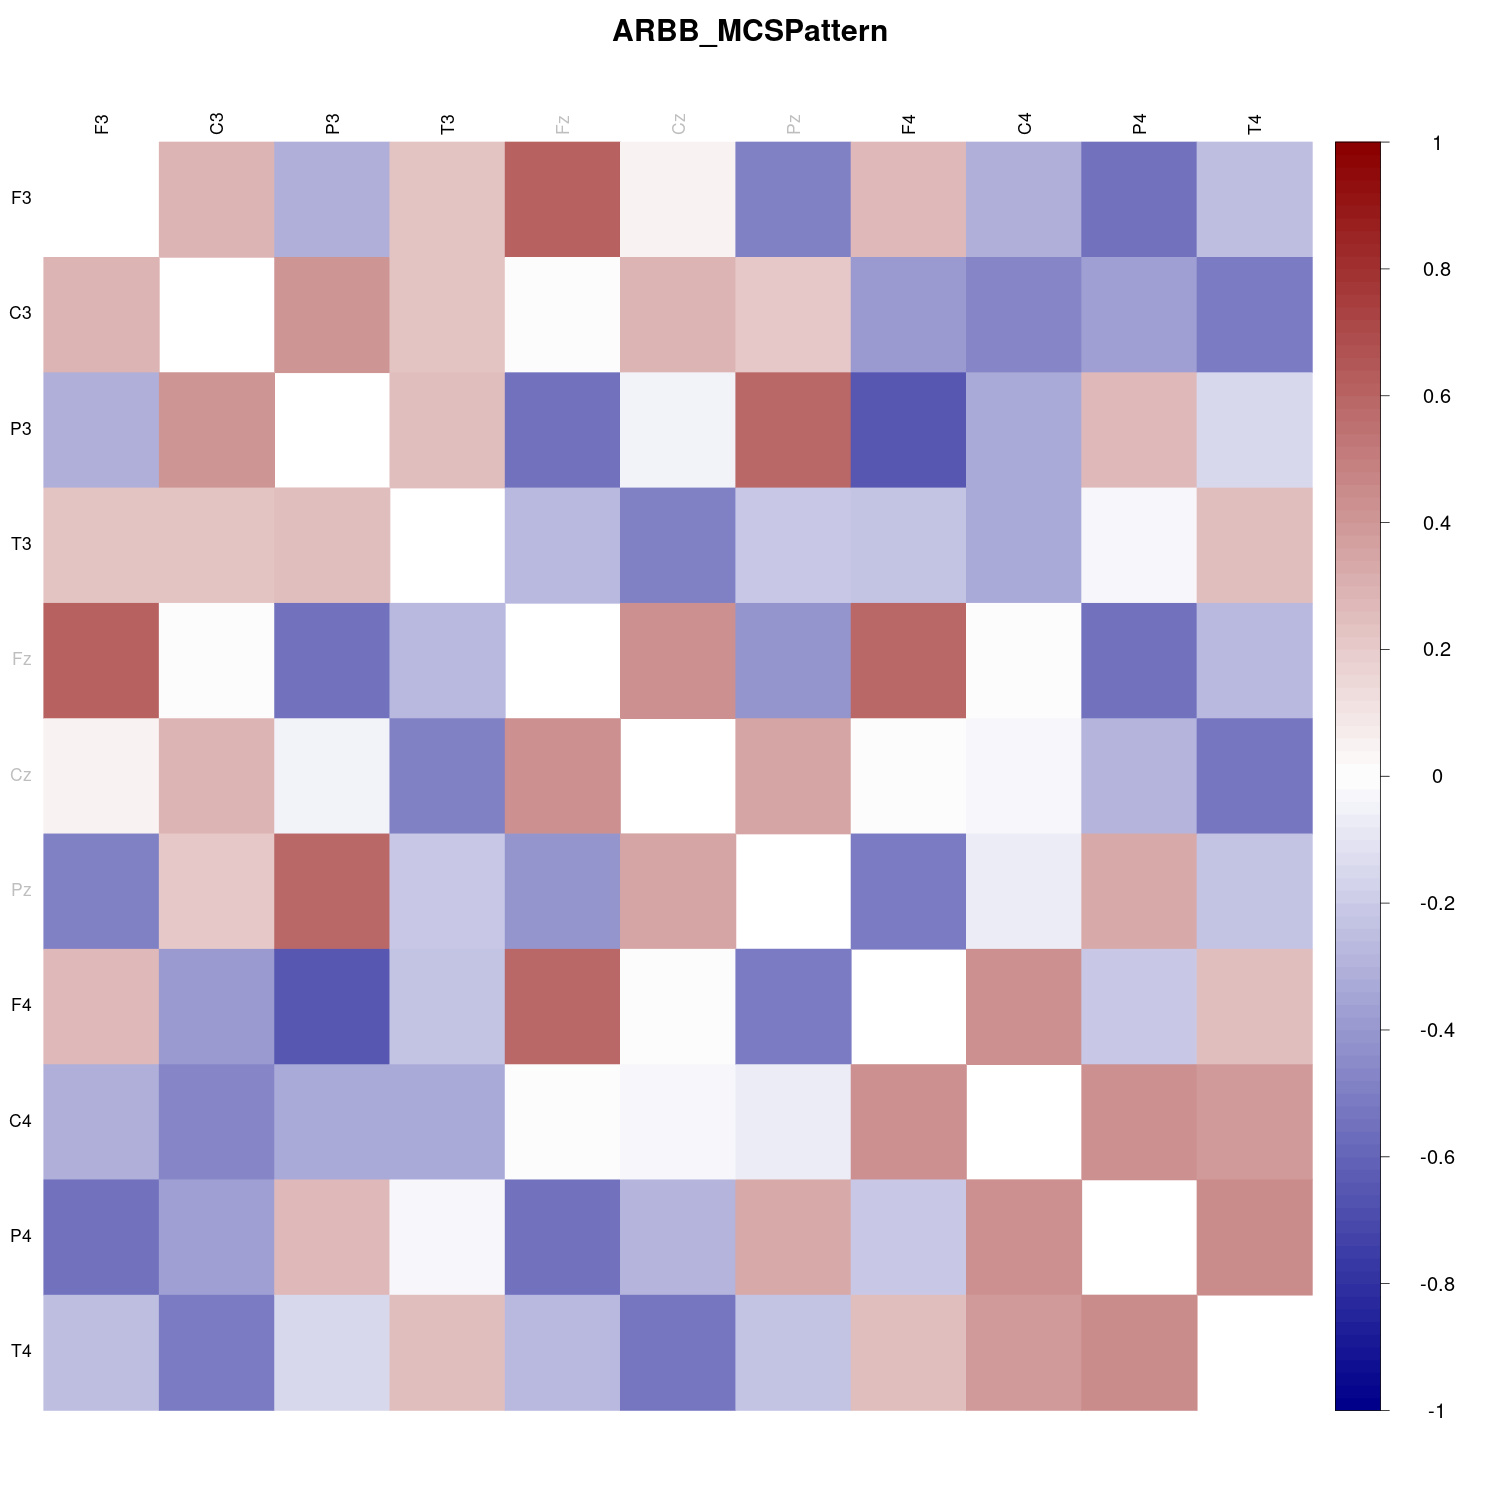 ARBB_MCSPattern
F3 C3 P3 T3 Fz Cz Pz F4 C4 P4 T4
F3
C3
P3
T3
Fz
Cz
Pz
F4
C4
P4
T4
1
0.8
0.6
0.4
0.2
0
-0.2
-0.4
-0.6
-0.8
-1